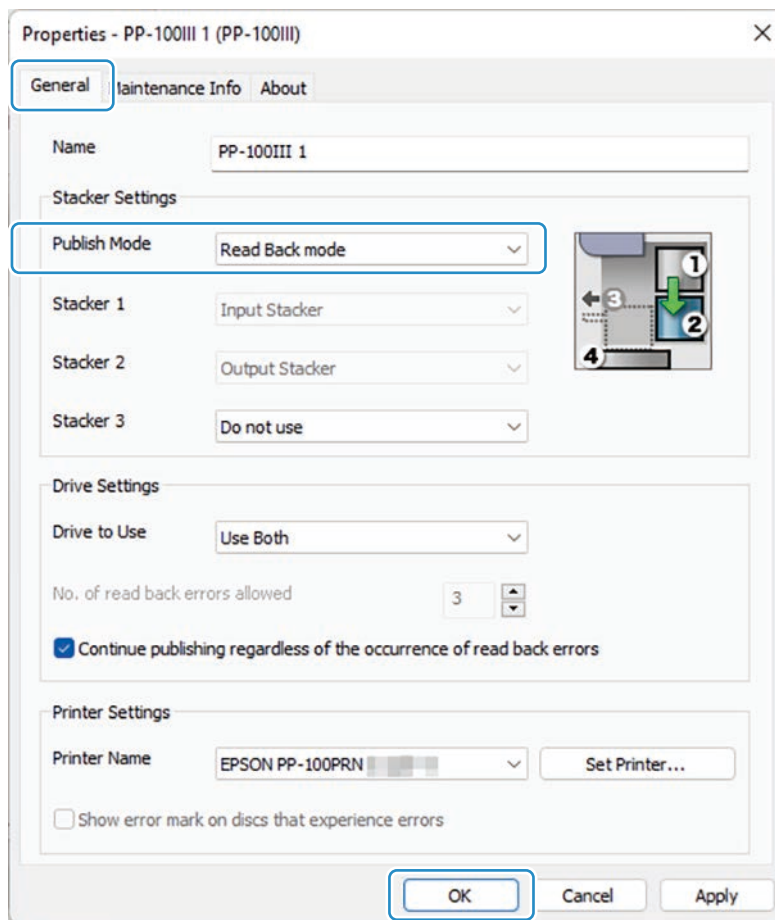 Properties - PP-100III 1 (PP-100III)
General Maintenance Info About
Name PP-100III 1
Stacker Settings
Publish Mode Read Back mode
1
Stacker 1 Input Stacker
3
2
Stacker 2 Output Stacker
4
Stacker 3 Do not use
Drive Settings
Drive to Use Use Both
No. of read back errors allowed 3
Continue publishing regardless of the occurrence of read back errors
Printer Settings
Printer Name EPSON PP-100PRN Set Printer...
Show error mark on discs that experience errors
OK Cancel Apply